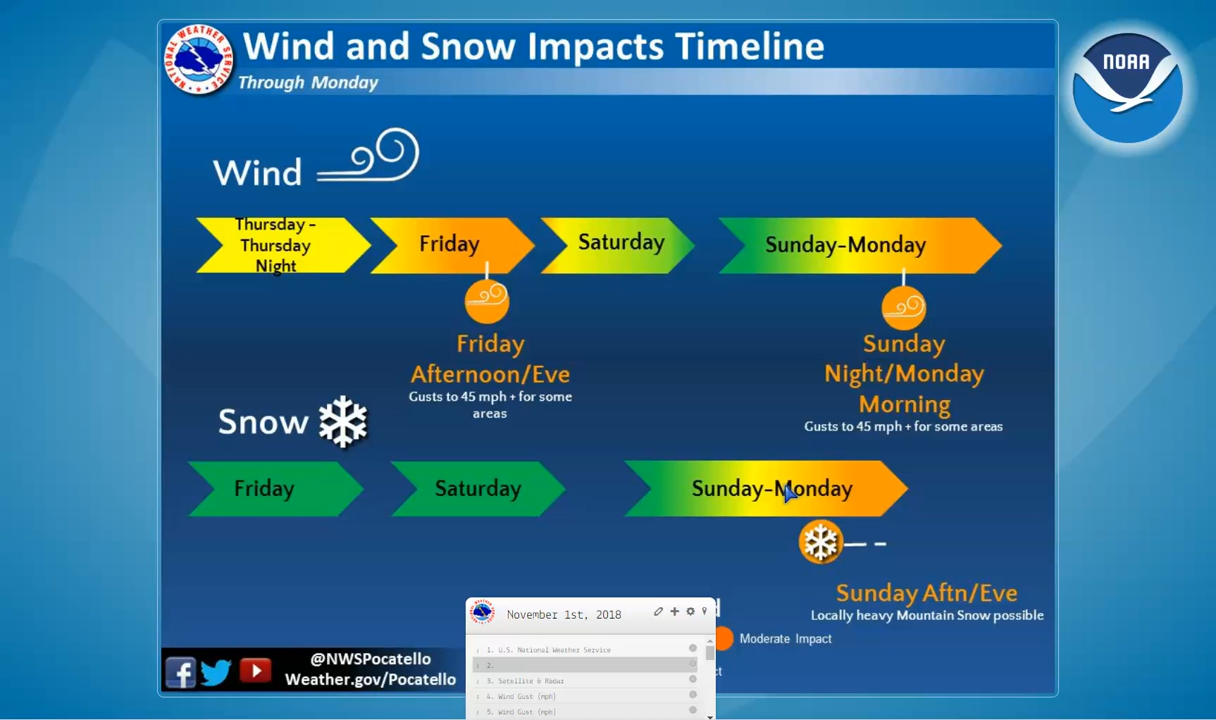 Wind and Snow Impacts Timeline
Through Monday
NATIONAL WEATHER SERVICE
NOAA
Wind
Thursday -
Thursday
Night
Friday
Saturday
Sunday-Monday
Friday
Afternoon/Eve
Gusts to 45 mph + for some
areas
Sunday
Night/Monday
Morning
Gusts to 45 mph + for some areas
Snow
Friday
Saturday
Sunday-Monday
Sunday Aftn/Eve
Locally heavy Mountain Snow possible
Moderate Impact
@NWSPocatello
Weather.gov/Pocatello
November 1st, 2018
1. U.S. National Weather Service
2.
3. Satellite & Radar
4. Wind Gust (mph)
5. Wind Gust (mph)